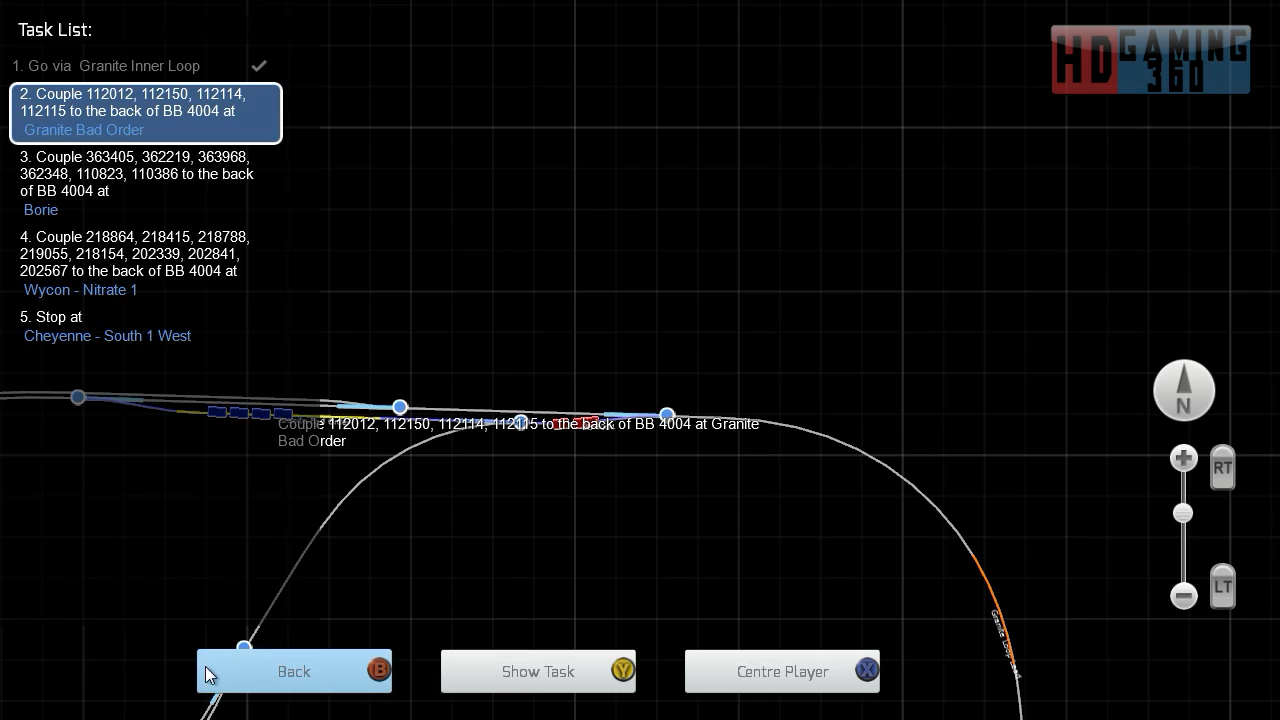 Task List:
1. Go via  Granite Inner Loop
2. Couple 112012, 112150, 112114,
112115 to the back of BB 4004 at
Granite Bad Order
3. Couple 363405, 362219, 363968,
362348, 110823, 110386 to the back
of BB 4004 at
Borie
4. Couple 218864, 218415, 218788,
219055, 218154, 202339, 202841,
202567 to the back of BB 4004 at
Wycon - Nitrate 1
5. Stop at
Cheyenne - South 1 West
HD GAMING
360
N
RT
LT
Couple 112012, 112150, 112114, 112115 to the back of BB 4004 at Granite
Bad Order
Granite Loop
Back B
Show Task Y
Centre Player X